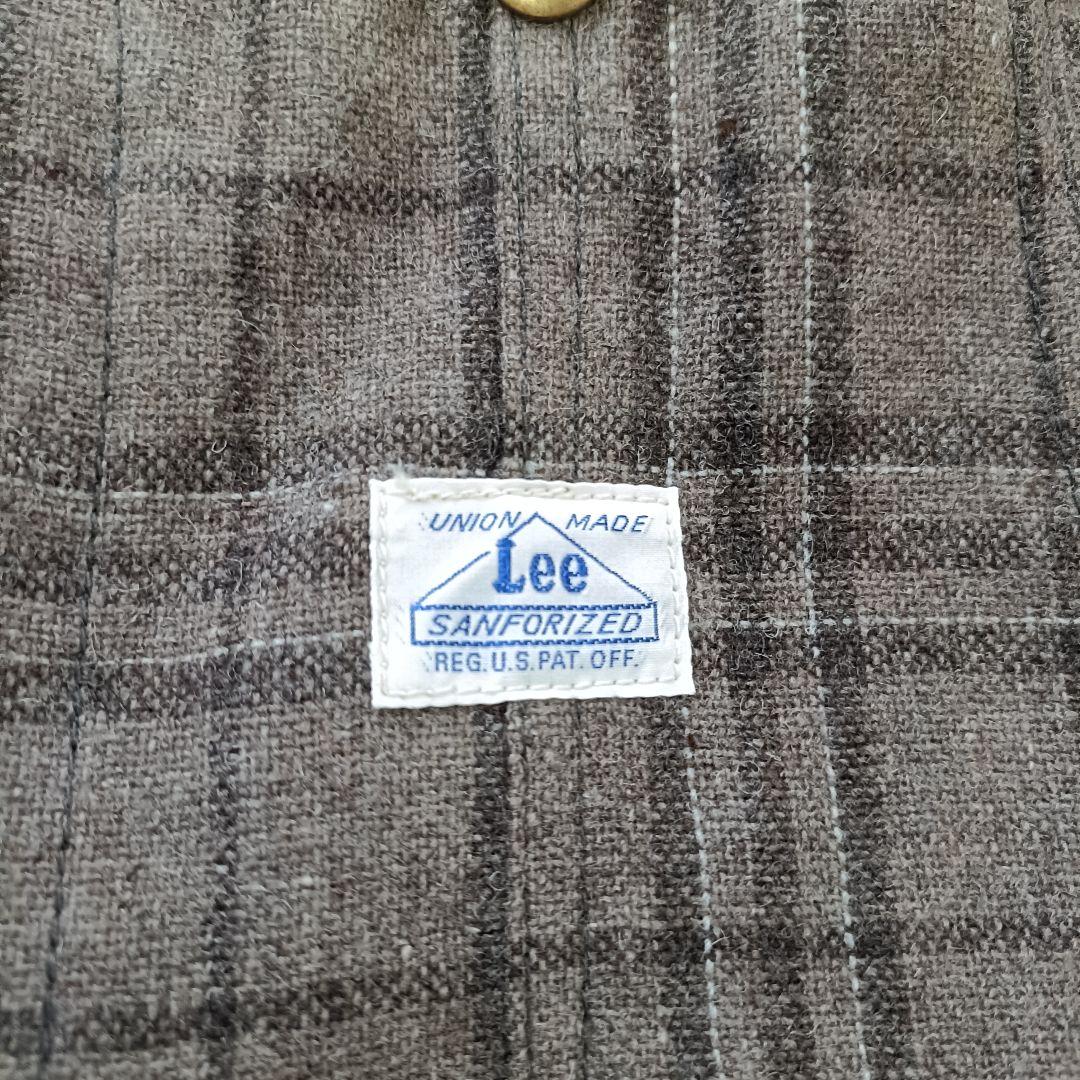 UNION MADE
Lee
SANFORIZED
REG. U.S. PAT. OFF.